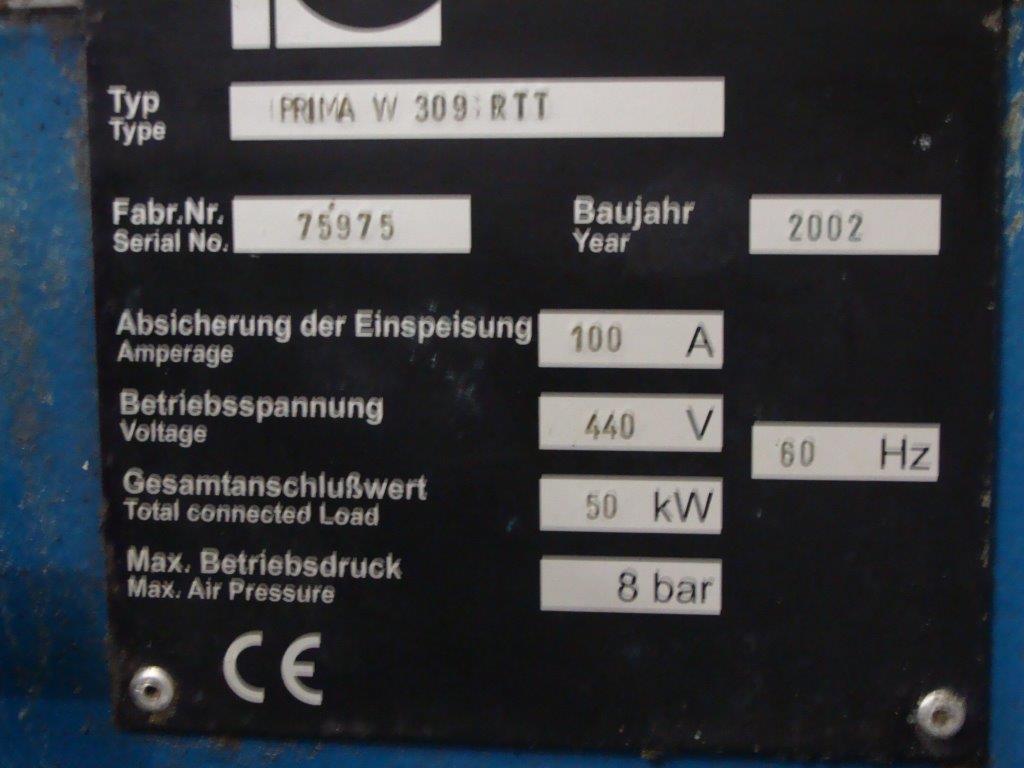 Typ PRIMA W 309 RTT
Type
Fabr.Nr. 75975 Baujahr 2002
Serial No. Year
Absicherung der Einspeisung 100 A
Amperage
Betriebsspannung 440 V
Voltage 60 Hz
Gesamtanschlußwert 50 kW
Total connected Load
Max. Betriebsdruck 8 bar
Max. Air Pressure
CE